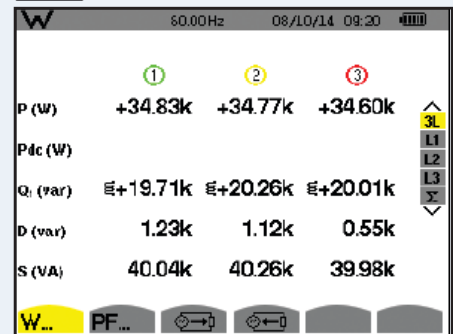 W 60.00Hz 08/10/14 09:20
1 2 3
P (W) +34.83k +34.77k +34.60k
3L
L1
Pdc (W)
L2
L3
Q₁ (var) +19.71k +20.26k +20.01k
Σ
D (var) 1.23k 1.12k 0.55k
S (VA) 40.04k 40.26k 39.98k
W... PF...